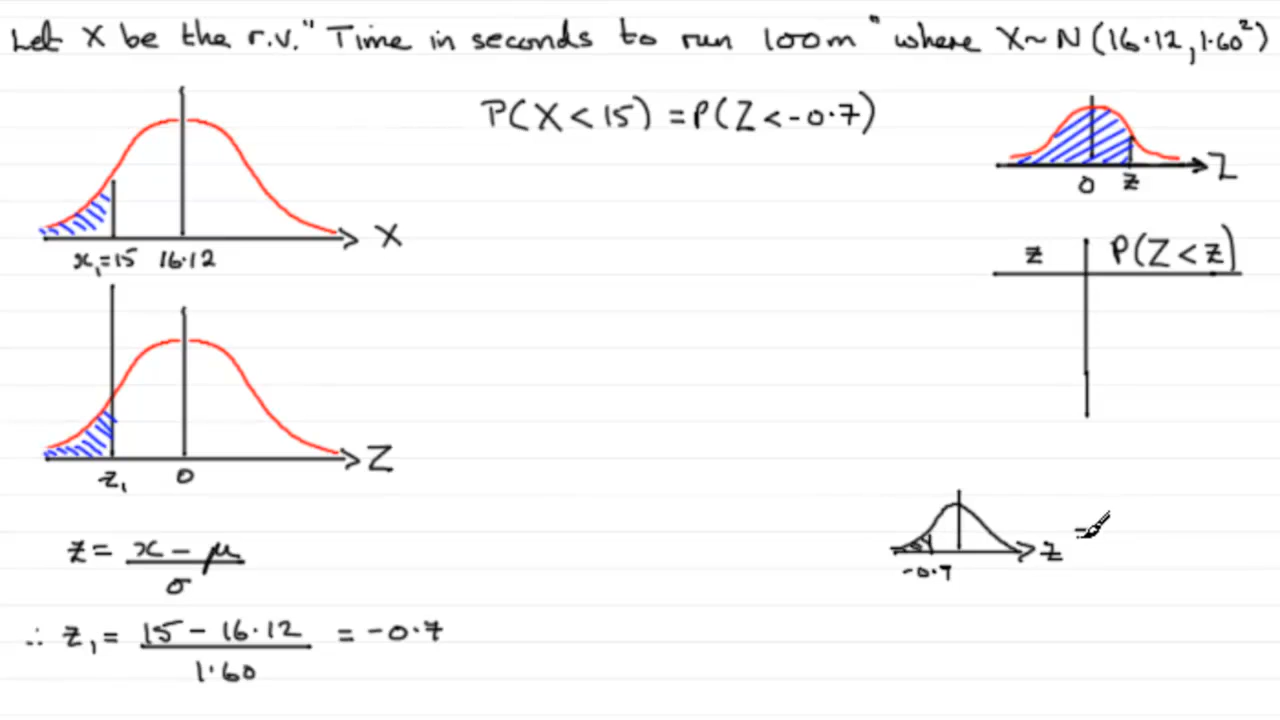 Let X be the r.v. "Time in seconds to run 100m" where X~N(16·12, 1·60²)
P(X < 15) = P(Z < -0·7)
X
x₁=15 16·12
Z
z₁ 0
z = x - μ / σ
∴ z₁ = 15 - 16·12 / 1·60 = -0·7
Z
0 z
z P(Z < z)
z =
-0·7